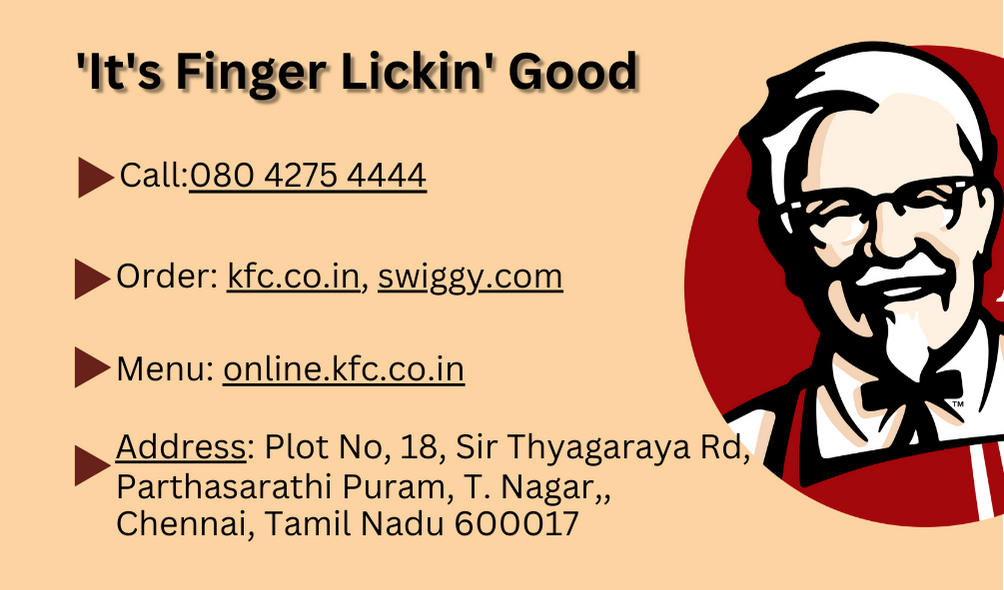 'It's Finger Lickin' Good
Call:080 4275 4444
Order: kfc.co.in, swiggy.com
Menu: online.kfc.co.in
Address: Plot No, 18, Sir Thyagaraya Rd,
Parthasarathi Puram, T. Nagar,,
Chennai, Tamil Nadu 600017
TM